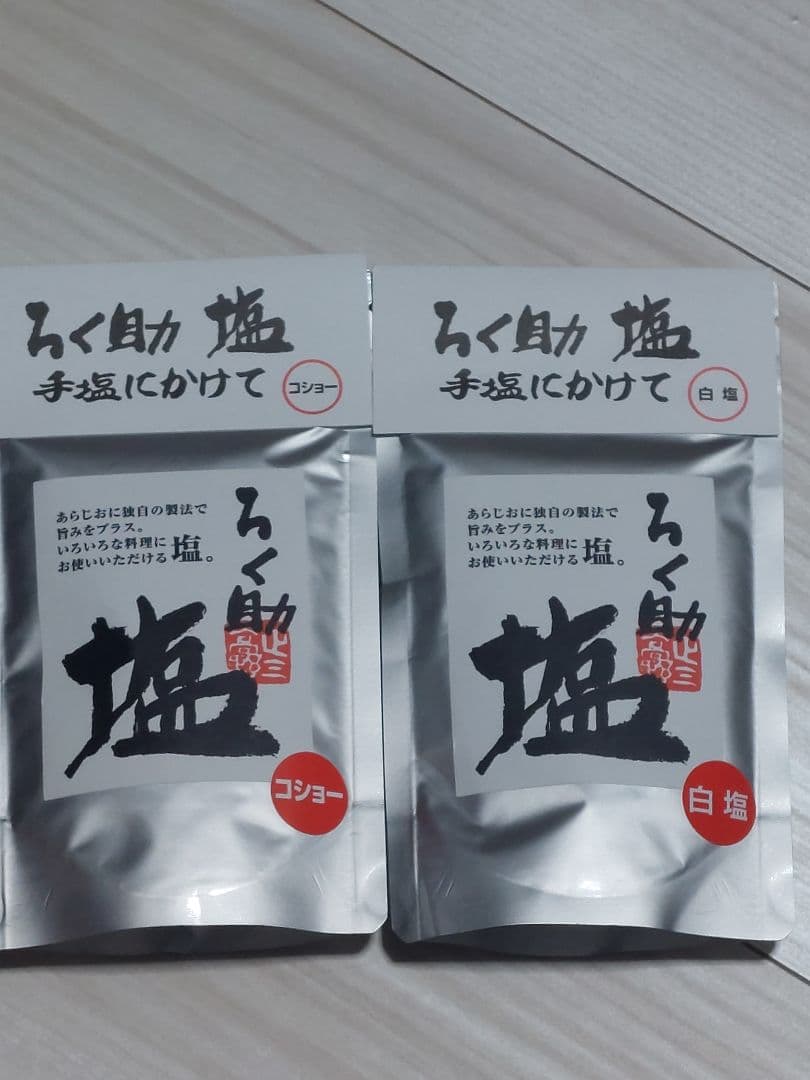 ろく助 塩
手塩にかけて
コショー
あらじおに独自の製法で
旨みをプラス。
いろいろな料理に
お使いいただける 塩。
ろく助
塩
コショー
ろく助 塩
手塩にかけて
白塩
あらじおに独自の製法で
旨みをプラス。
いろいろな料理に
お使いいただける 塩。
ろく助
塩
白塩